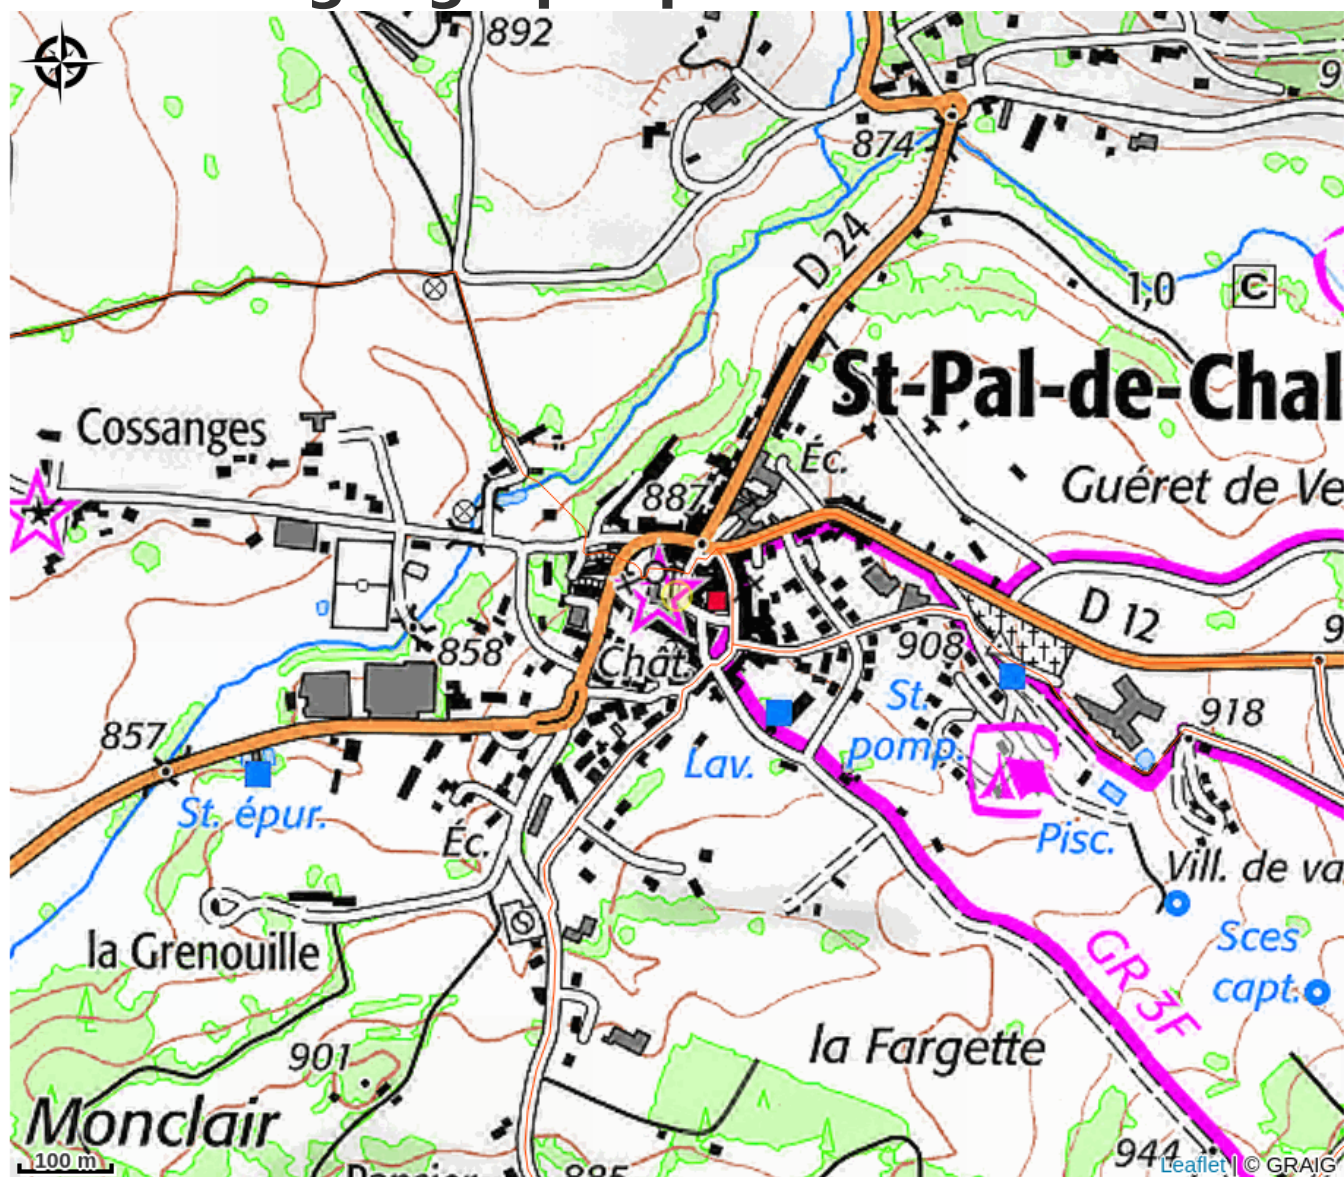 892
874
D 24
1,0
C
St-Pal-de-Chal
Cossanges
Éc.
887
Guéret de Ve
D 12
908
858
Chât.
St.
pomp.
918
857
Lav.
St. épur.
Éc.
Pisc.
Vill. de va
la Grenouille
Sces
capt.
GR 3F
901
la Fargette
Monclair
944
100 m
885
Leaflet | © GRAIG